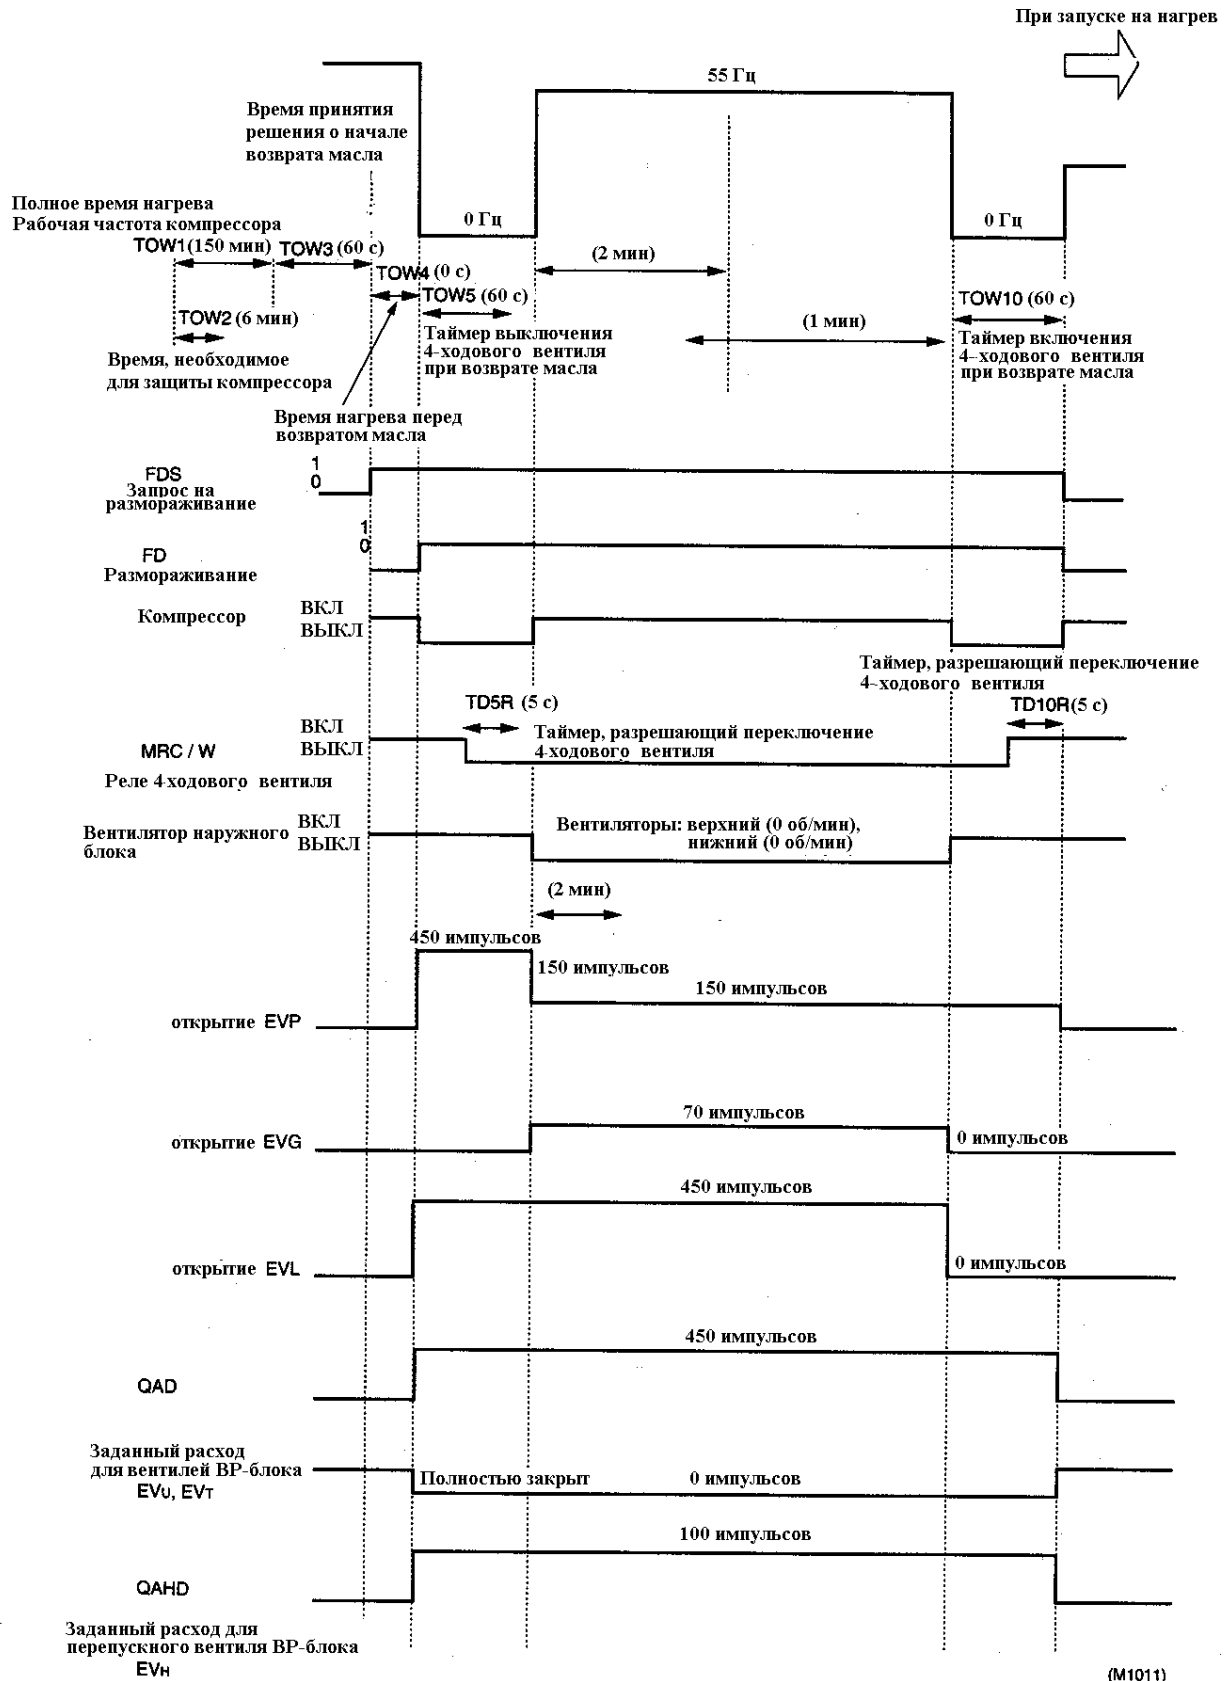 При запуске на нагрев
55 Гц
Время принятия
решения о начале
возврата масла
Полное время нагрева
Рабочая частота компрессора
0 Гц
0 Гц
TOW1 (150 мин)
TOW3 (60 с)
(2 мин)
TOW4 (0 с)
TOW5 (60 с)
TOW10 (60 с)
TOW2 (6 мин)
(1 мин)
Таймер выключения
4-ходового вентиля
при возврате масла
Таймер включения
4-ходового вентиля
при возврате масла
Время, необходимое
для защиты компрессора
Время нагрева перед
возвратом масла
1
0
FDS
Запрос на
размораживание
1
0
FD
Размораживание
Компрессор
ВКЛ
ВЫКЛ
Таймер, разрешающий переключение
4-ходового вентиля
TD5R (5 с)
TD10R(5 с)
ВКЛ
ВЫКЛ
Таймер, разрешающий переключение
4-ходового вентиля
MRC / W
Реле 4-ходового вентиля
ВКЛ
ВЫКЛ
Вентилятор наружного
блока
Вентиляторы: верхний (0 об/мин),
нижний (0 об/мин)
(2 мин)
450 импульсов
150 импульсов
150 импульсов
открытие EVP
70 импульсов
открытие EVG
0 импульсов
450 импульсов
открытие EVL
0 импульсов
450 импульсов
QAD
Заданный расход
для вентилей ВР-блока
EVU, EVT
Полностью закрыт
0 импульсов
100 импульсов
QAHD
Заданный расход для
перепускного вентиля ВР-блока
EVH
(M1011)